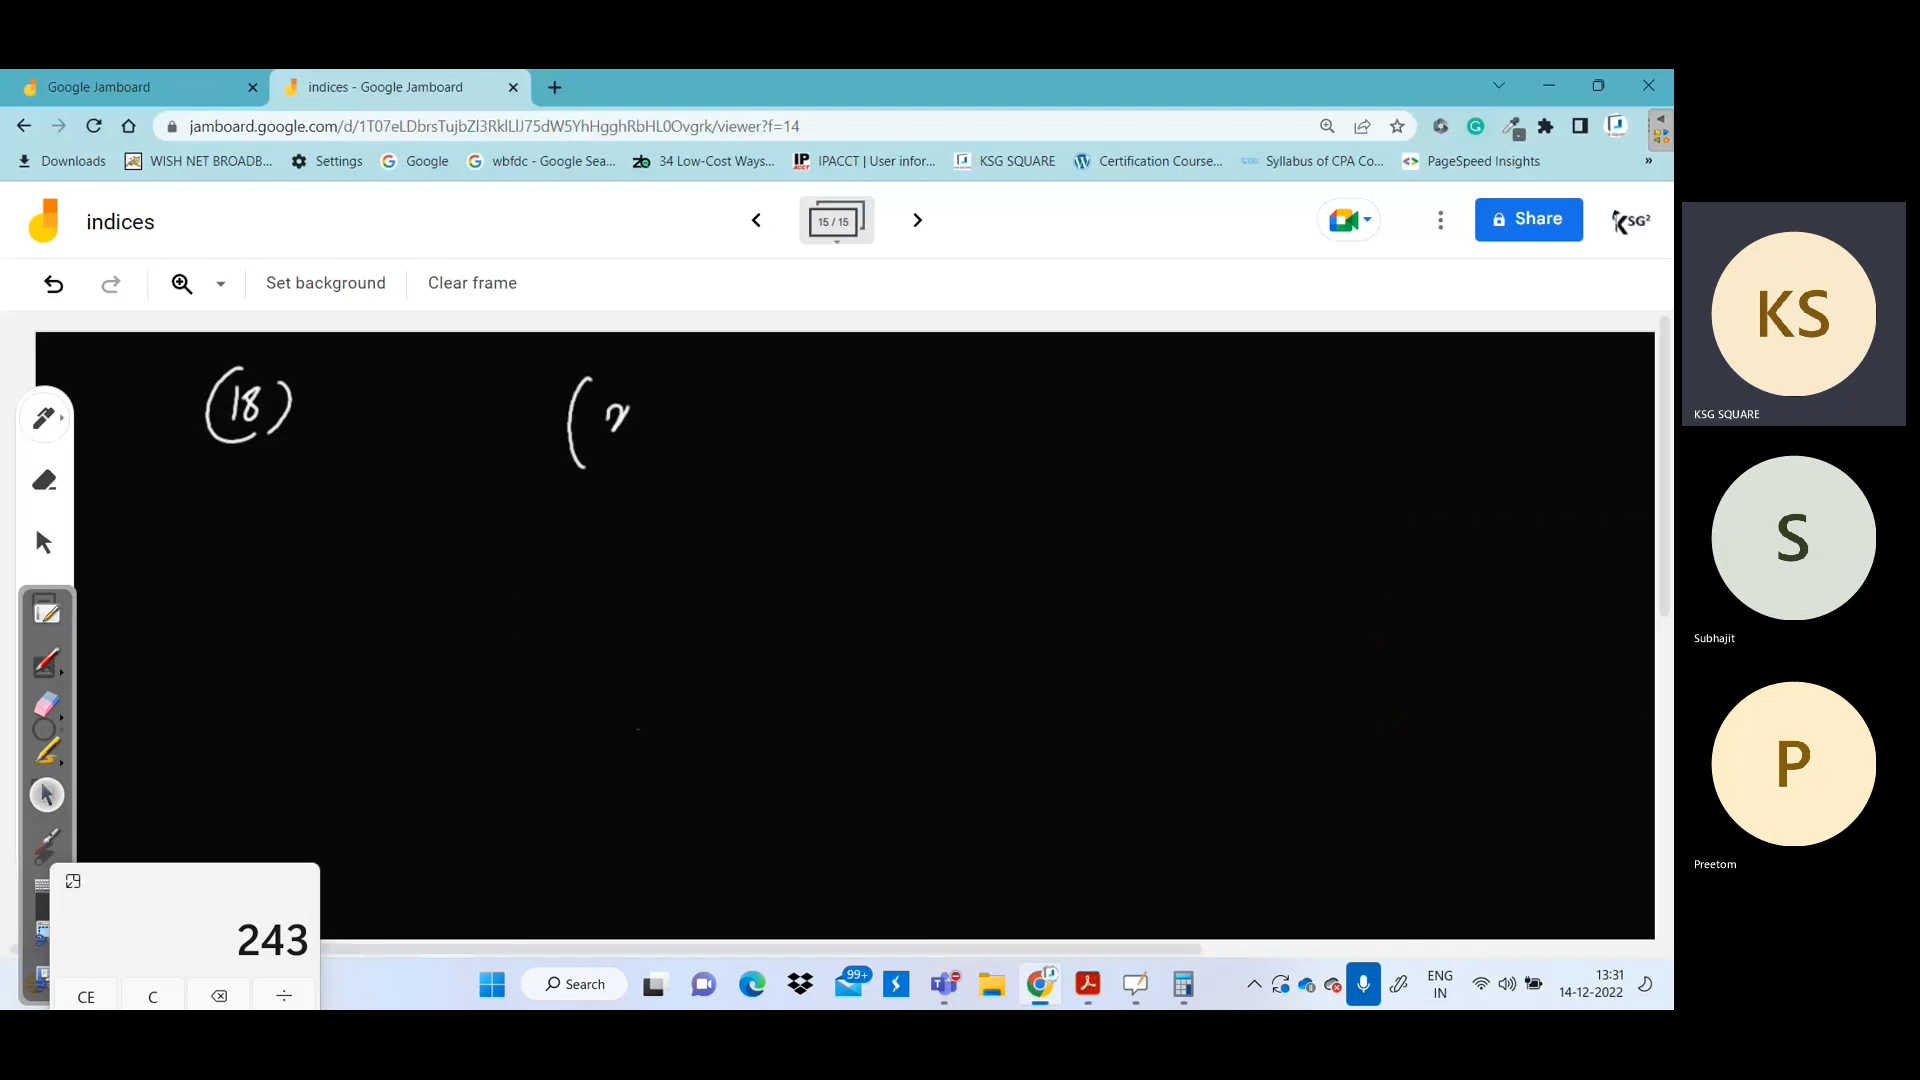 Google Jamboard
indices - Google Jamboard
jamboard.google.com/d/1T07eLDbrsTujbZl3RklLlJ75dW5YhHgghRbHL0Ovgrk/viewer?f=14
Downloads WISH NET BROADB... Settings Google wbfdc - Google Sea... 34 Low-Cost Ways... IPACCT | User infor... KSG SQUARE Certification Course... Syllabus of CPA Co... PageSpeed Insights »
indices 15 / 15 Share KSG²
Set background Clear frame
(18) (x
KS
KSG SQUARE
S
Subhajit
P
Preetom
243
CE C ÷
Search 99+ ENG IN 13:31 14-12-2022